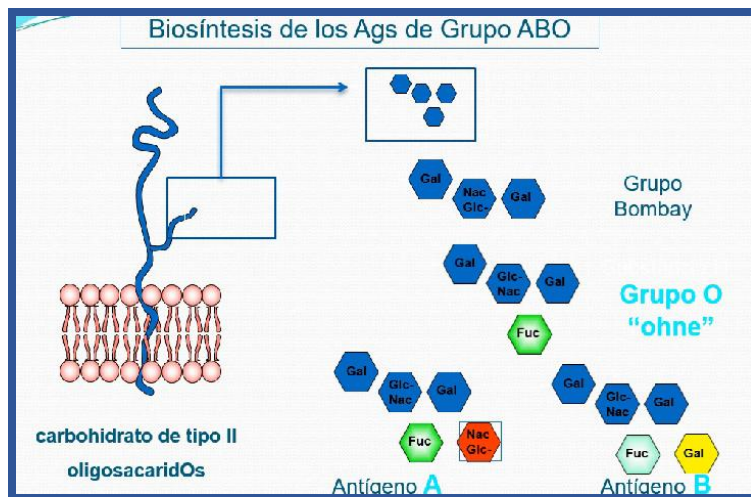 Biosíntesis de los Ags de Grupo ABO
Gal
Nac
Glc-
Gal
Grupo
Bombay
Gal
Glc-
Nac
Gal
Fuc
Grupo O
"ohne"
Gal
Glc-
Nac
Gal
Fuc
Nac
Glc-
Antígeno A
Gal
Glc-
Nac
Gal
Fuc
Gal
Antígeno B
carbohidrato de tipo II
oligosacaridOs